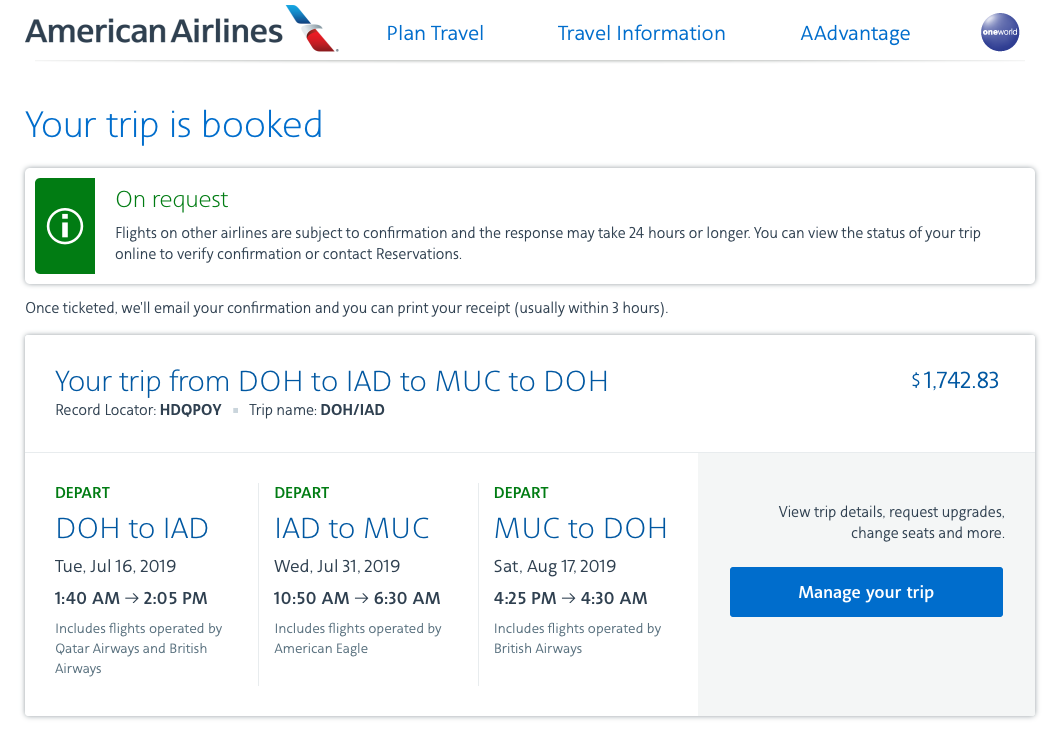 American Airlines
Plan Travel
Travel Information
AAdvantage
oneworld
Your trip is booked
On request
Flights on other airlines are subject to confirmation and the response may take 24 hours or longer. You can view the status of your trip
online to verify confirmation or contact Reservations.
Once ticketed, we'll email your confirmation and you can print your receipt (usually within 3 hours).
Your trip from DOH to IAD to MUC to DOH
$1,742.83
Record Locator: HDQPOY Trip name: DOH/IAD
DEPART
DOH to IAD
Tue, Jul 16, 2019
1:40 AM → 2:05 PM
Includes flights operated by
Qatar Airways and British
Airways
DEPART
IAD to MUC
Wed, Jul 31, 2019
10:50 AM → 6:30 AM
Includes flights operated by
American Eagle
DEPART
MUC to DOH
Sat, Aug 17, 2019
4:25 PM → 4:30 AM
Includes flights operated by
British Airways
View trip details, request upgrades,
change seats and more.
Manage your trip